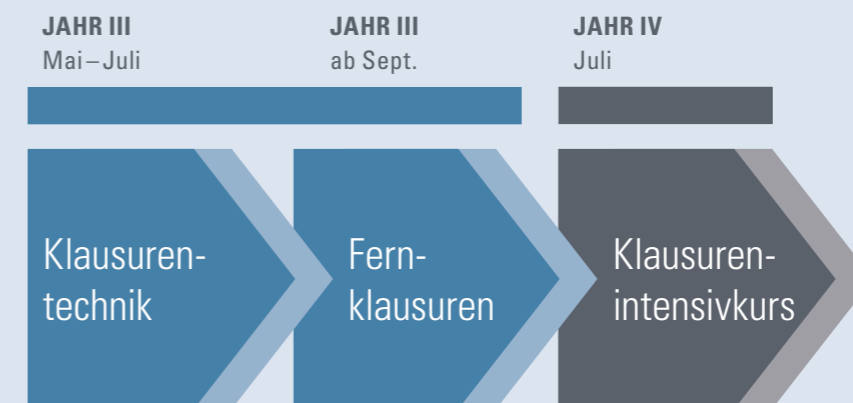 JAHR III
Mai – Juli
JAHR III
ab Sept.
JAHR IV
Juli
Klausuren-
technik
Fern-
klausuren
Klausuren-
intensivkurs